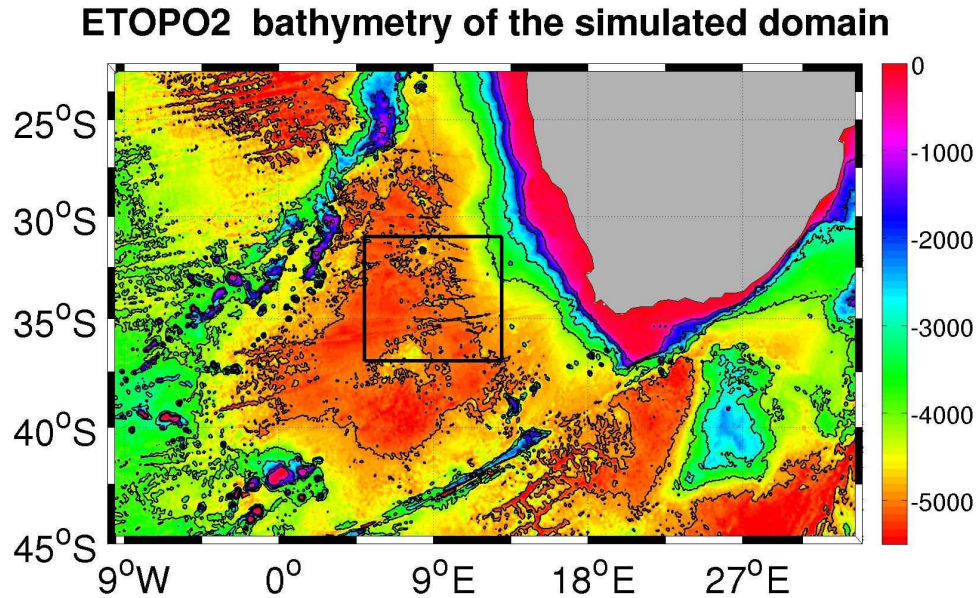 ETOPO2 bathymetry of the simulated domain
25°S
30°S
35°S
40°S
45°S
9°W
0°
9°E
18°E
27°E
0
-1000
-2000
-3000
-4000
-5000